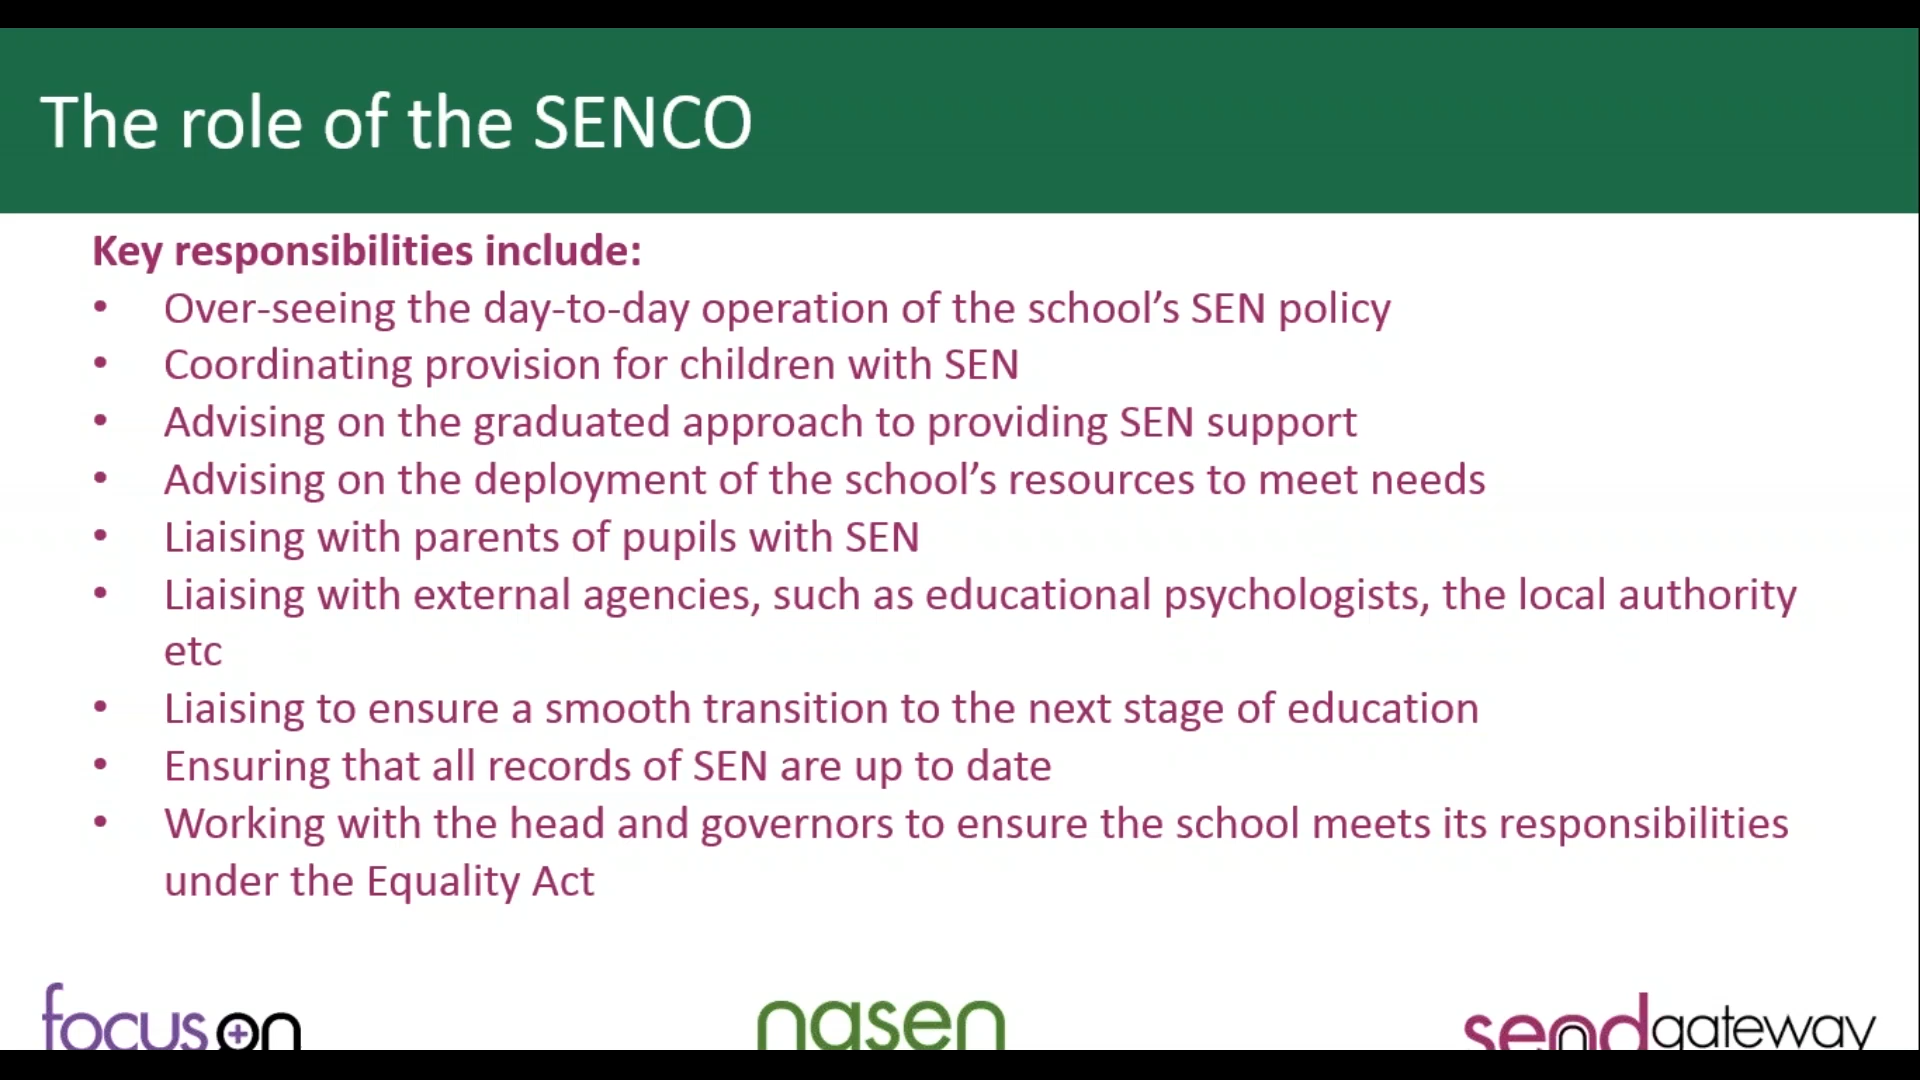 The role of the SENCO
Key responsibilities include:
• Over-seeing the day-to-day operation of the school’s SEN policy
• Coordinating provision for children with SEN
• Advising on the graduated approach to providing SEN support
• Advising on the deployment of the school’s resources to meet needs
• Liaising with parents of pupils with SEN
• Liaising with external agencies, such as educational psychologists, the local authority
etc
• Liaising to ensure a smooth transition to the next stage of education
• Ensuring that all records of SEN are up to date
• Working with the head and governors to ensure the school meets its responsibilities
under the Equality Act
focus on nasen sendgateway